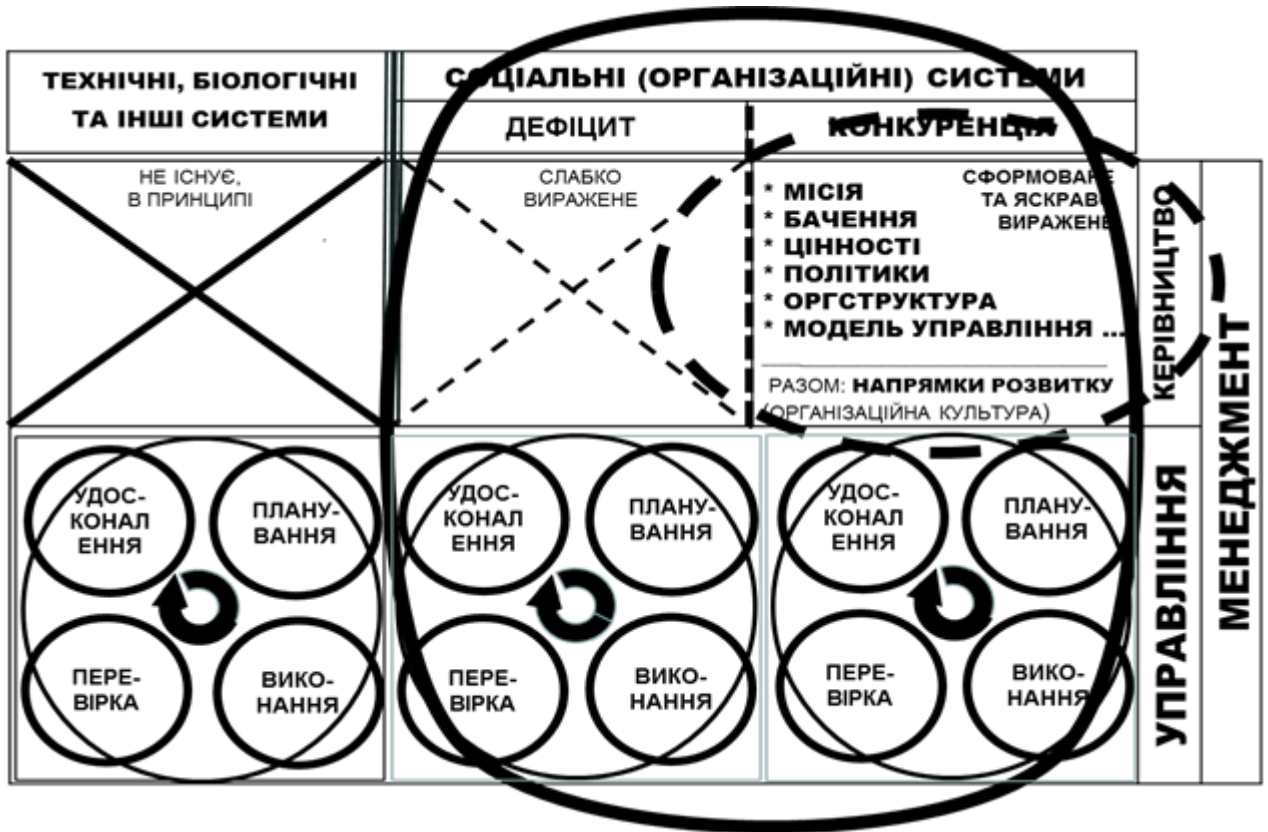 ТЕХНІЧНІ, БІОЛОГІЧНІ
ТА ІНШІ СИСТЕМИ
СОЦІАЛЬНІ (ОРГАНІЗАЦІЙНІ) СИСТЕМИ
ДЕФІЦИТ
КОНКУРЕНЦІЯ
НЕ ІСНУЄ,
В ПРИНЦИПІ
СЛАБКО
ВИРАЖЕНЕ
СФОРМОВАНЕ
ТА ЯСКРАВО
ВИРАЖЕНЕ
* МІСІЯ
* БАЧЕННЯ
* ЦІННОСТІ
* ПОЛІТИКИ
* ОРГСТРУКТУРА
* МОДЕЛЬ УПРАВЛІННЯ ...
РАЗОМ: НАПРЯМКИ РОЗВИТКУ
(ОРГАНІЗАЦІЙНА КУЛЬТУРА)
КЕРІВНИЦТВО
МЕНЕДЖМЕНТ
УПРАВЛІННЯ
УДОС-
КОНАЛ
ЕННЯ
ПЛАНУ-
ВАННЯ
ПЕРЕ-
ВІРКА
ВИКО-
НАННЯ
УДОС-
КОНАЛ
ЕННЯ
ПЛАНУ-
ВАННЯ
ПЕРЕ-
ВІРКА
ВИКО-
НАННЯ
УДОС-
КОНАЛ
ЕННЯ
ПЛАНУ-
ВАННЯ
ПЕРЕ-
ВІРКА
ВИКО-
НАННЯ